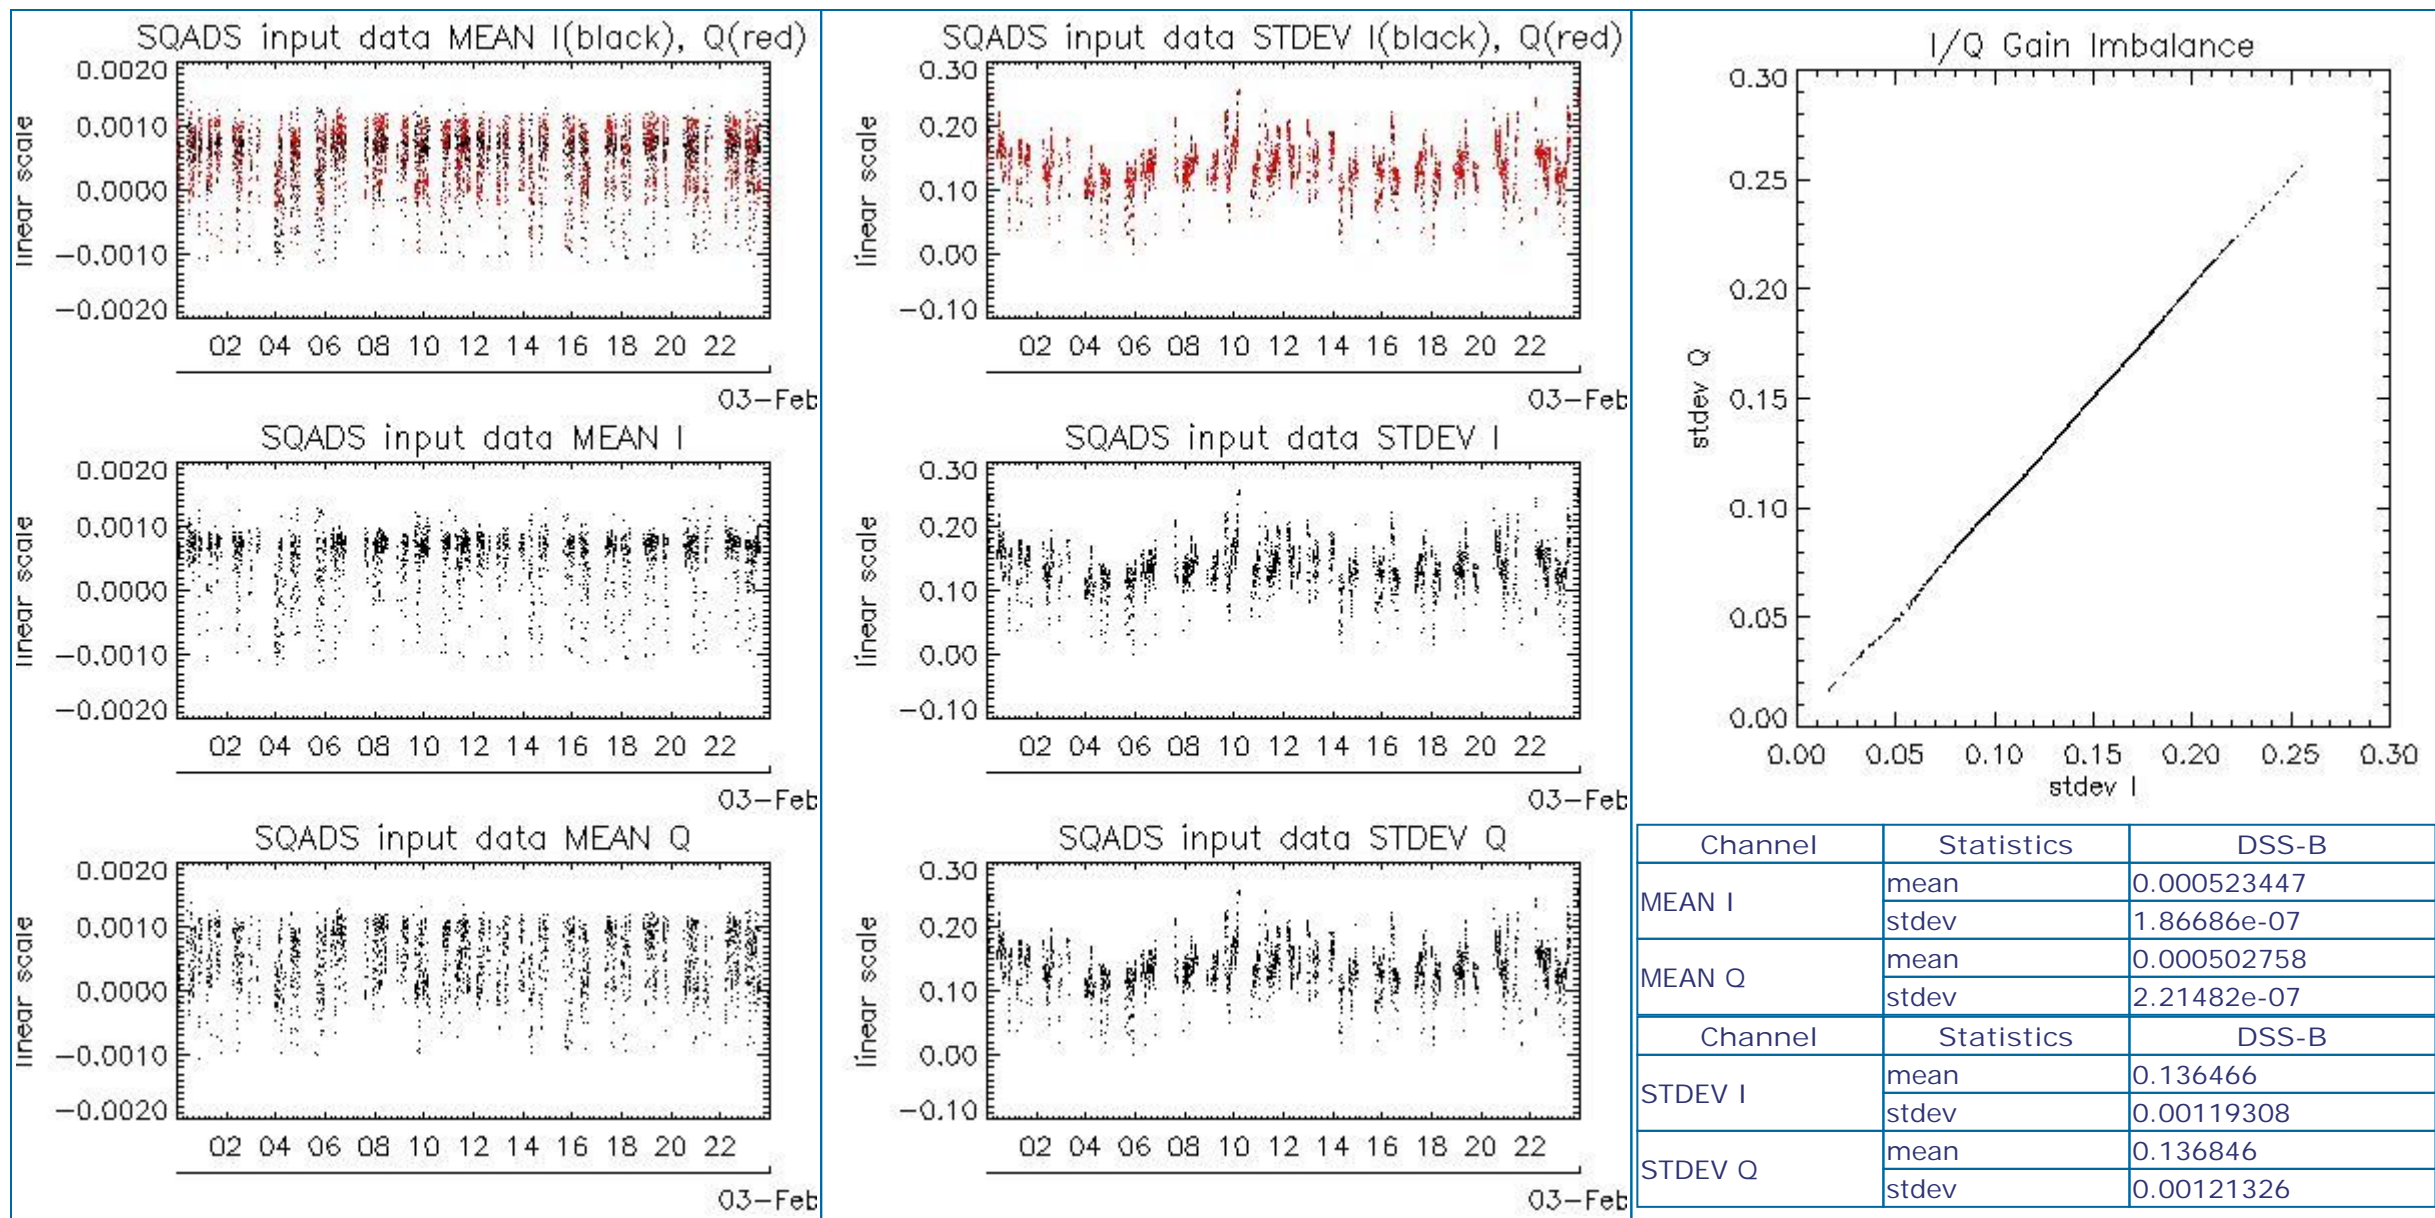 SQADS input data MEAN I(black), Q(red)
0.0020
0.0010
0.0000
−0.0010
−0.0020
linear scale
02 04 06 08 10 12 14 16 18 20 22
03−Feb
SQADS input data MEAN I
0.0020
0.0010
0.0000
−0.0010
−0.0020
linear scale
02 04 06 08 10 12 14 16 18 20 22
03−Feb
SQADS input data MEAN Q
0.0020
0.0010
0.0000
−0.0010
−0.0020
linear scale
02 04 06 08 10 12 14 16 18 20 22
03−Feb
SQADS input data STDEV I(black), Q(red)
0.30
0.20
0.10
0.00
−0.10
linear scale
02 04 06 08 10 12 14 16 18 20 22
03−Feb
SQADS input data STDEV I
0.30
0.20
0.10
0.00
−0.10
linear scale
02 04 06 08 10 12 14 16 18 20 22
03−Feb
SQADS input data STDEV Q
0.30
0.20
0.10
0.00
−0.10
linear scale
02 04 06 08 10 12 14 16 18 20 22
03−Feb
I/Q Gain Imbalance
0.30
0.25
0.20
0.15
0.10
0.05
0.00
stdev Q
0.00 0.05 0.10 0.15 0.20 0.25 0.30
stdev I
Channel Statistics DSS-B
MEAN I mean 0.000523447
stdev 1.86686e-07
MEAN Q mean 0.000502758
stdev 2.21482e-07
Channel Statistics DSS-B
STDEV I mean 0.136466
stdev 0.00119308
STDEV Q mean 0.136846
stdev 0.00121326